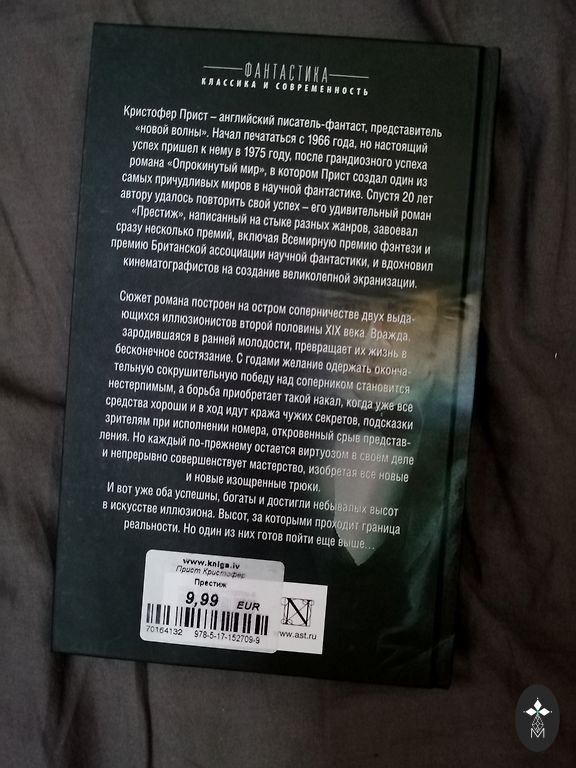 ФАНТАСТИКА
КЛАССИКА И СОВРЕМЕННОСТЬ
Кристофер Прист – английский писатель-фантаст, представитель
«новой волны». Начал печататься с 1966 года, но настоящий
успех пришел к нему в 1975 году, после грандиозного успеха
романа «Опрокинутый мир», в котором Прист создал один из
самых причудливых миров в научной фантастике. Спустя 20 лет
автору удалось повторить свой успех – его удивительный роман
«Престиж», написанный на стыке разных жанров, завоевал
сразу несколько премий, включая Всемирную премию фэнтези и
премию Британской ассоциации научной фантастики, и вдохновил
кинематографистов на создание великолепной экранизации.
Сюжет романа построен на остром соперничестве двух выда-
ющихся иллюзионистов второй половины XIX века. Вражда,
зародившаяся в ранней молодости, превращает их жизнь в
бесконечное состязание. С годами желание одержать оконча-
тельную сокрушительную победу над соперником становится
нестерпимым, а борьба приобретает такой накал, когда уже все
средства хороши и в ход идут кража чужих секретов, подсказки
зрителям при исполнении номера, откровенный срыв представ-
ления. Но каждый по-прежнему остается виртуозом в своем деле
и непрерывно совершенствует мастерство, изобретая все новые
и новые изощренные трюки.
И вот уже оба успешны, богаты и достигли небывалых высот
в искусстве иллюзиона. Высот, за которыми проходит граница
реальности. Но один из них готов пойти еще выше...
www.kniga.lv
Прист Кристофер
Престиж
9,99 EUR
70164132 978-5-17-152709-9
www.ast.ru
N
M